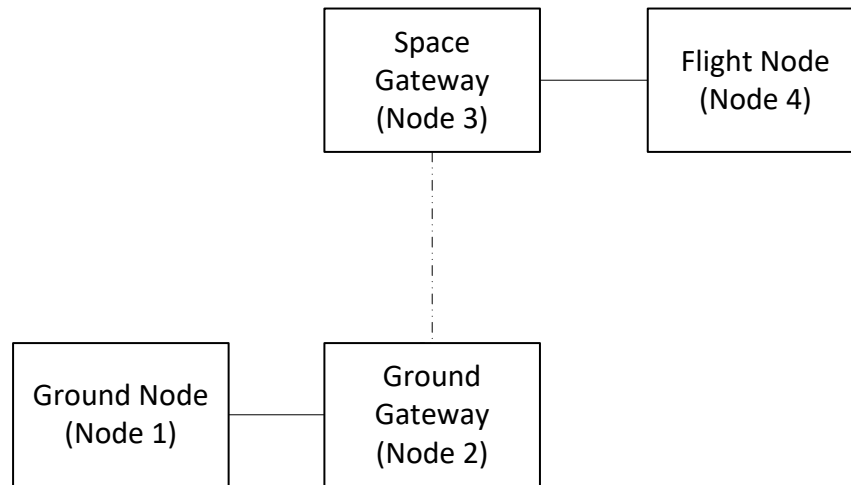 Space
Gateway
(Node 3)
Flight Node
(Node 4)
Ground Node
(Node 1)
Ground
Gateway
(Node 2)